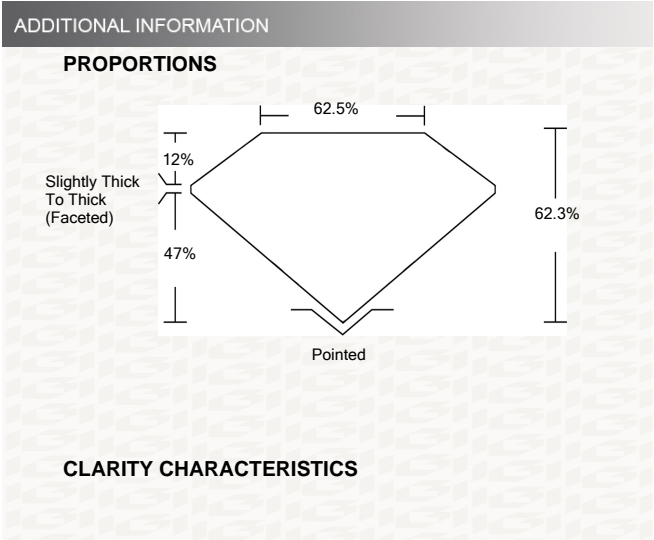 ADDITIONAL INFORMATION
PROPORTIONS
62.5%
12%
Slightly Thick
To Thick
(Faceted)
62.3%
47%
Pointed
CLARITY CHARACTERISTICS